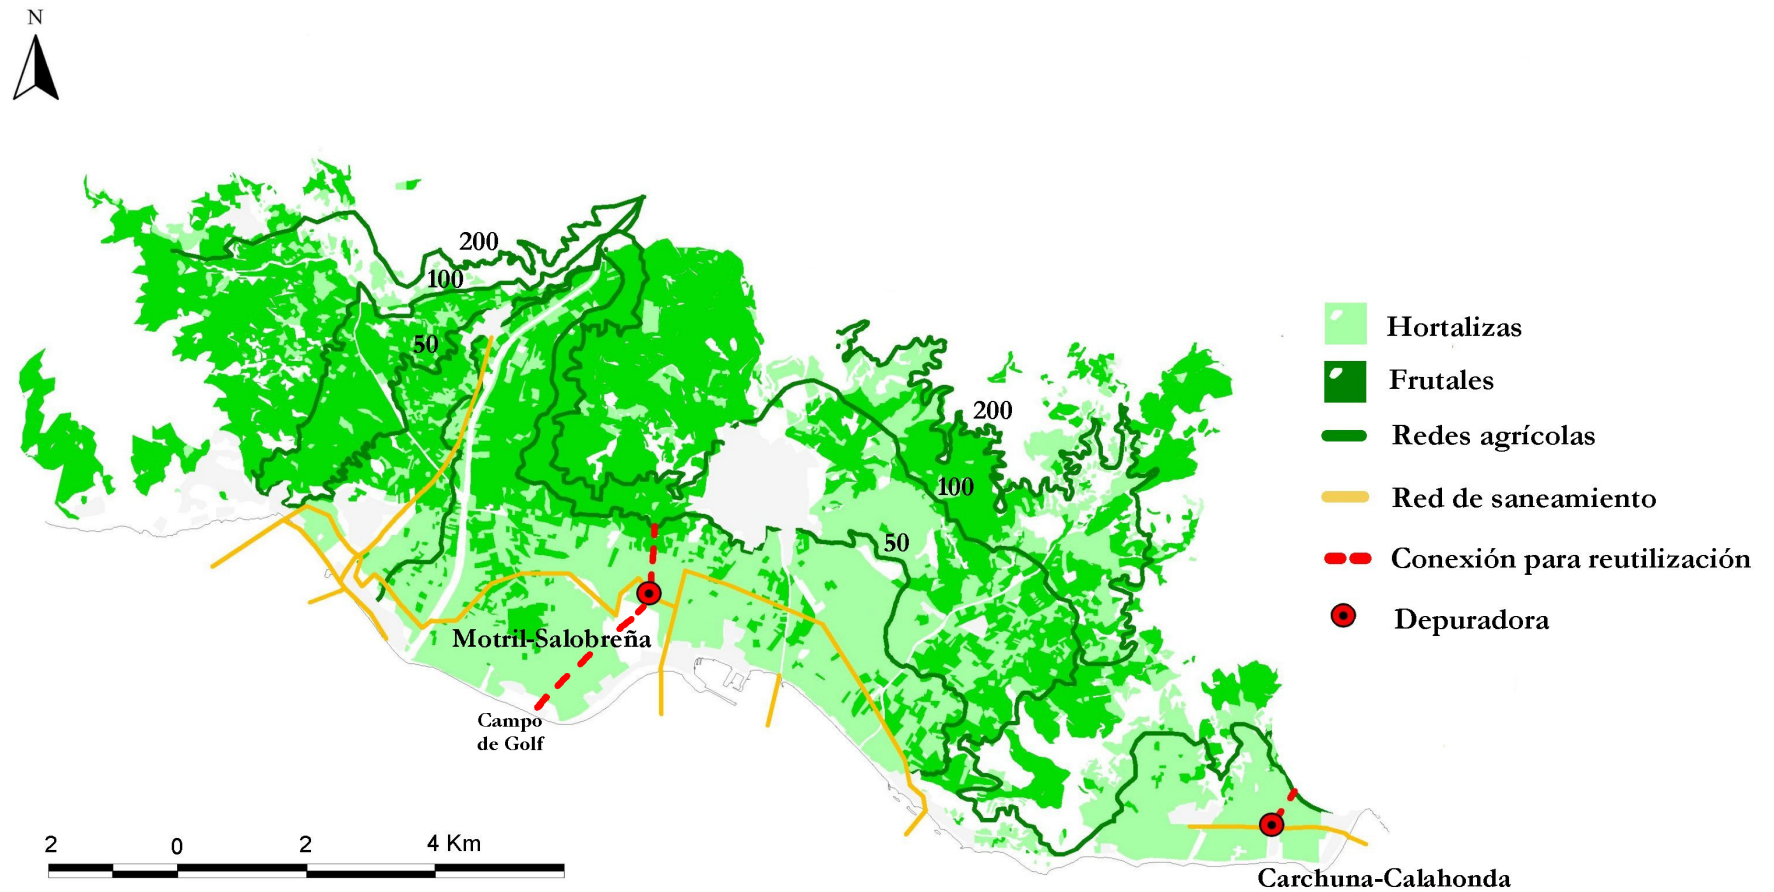 N
200
100
50
200
100
50
Hortalizas
Frutales
Redes agrícolas
Red de saneamiento
Conexión para reutilización
Depuradora
Motril-Salobreña
Campo
de Golf
2 0 2 4 Km
Carchuna-Calahonda